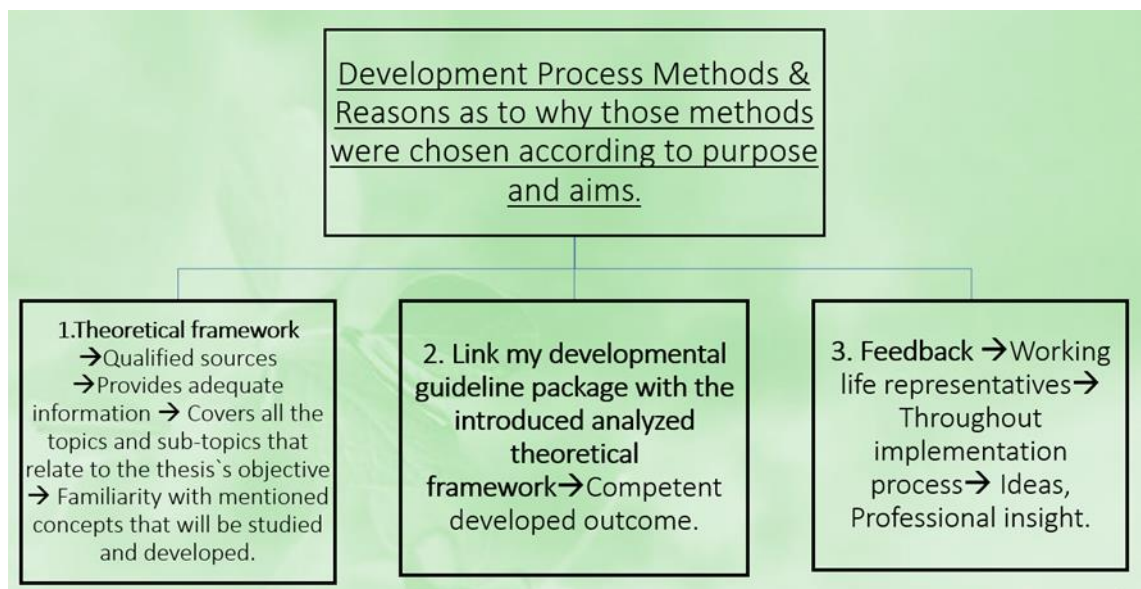 Development Process Methods &
Reasons as to why those methods
were chosen according to purpose
and aims.
1.Theoretical framework
→Qualified sources
→Provides adequate
information → Covers all the
topics and sub-topics that
relate to the thesis`s objective
→ Familiarity with mentioned
concepts that will be studied
and developed.
2. Link my developmental
guideline package with the
introduced analyzed
theoretical
framework→Competent
developed outcome.
3. Feedback →Working
life representatives→
Throughout
implementation
process→ Ideas,
Professional insight.